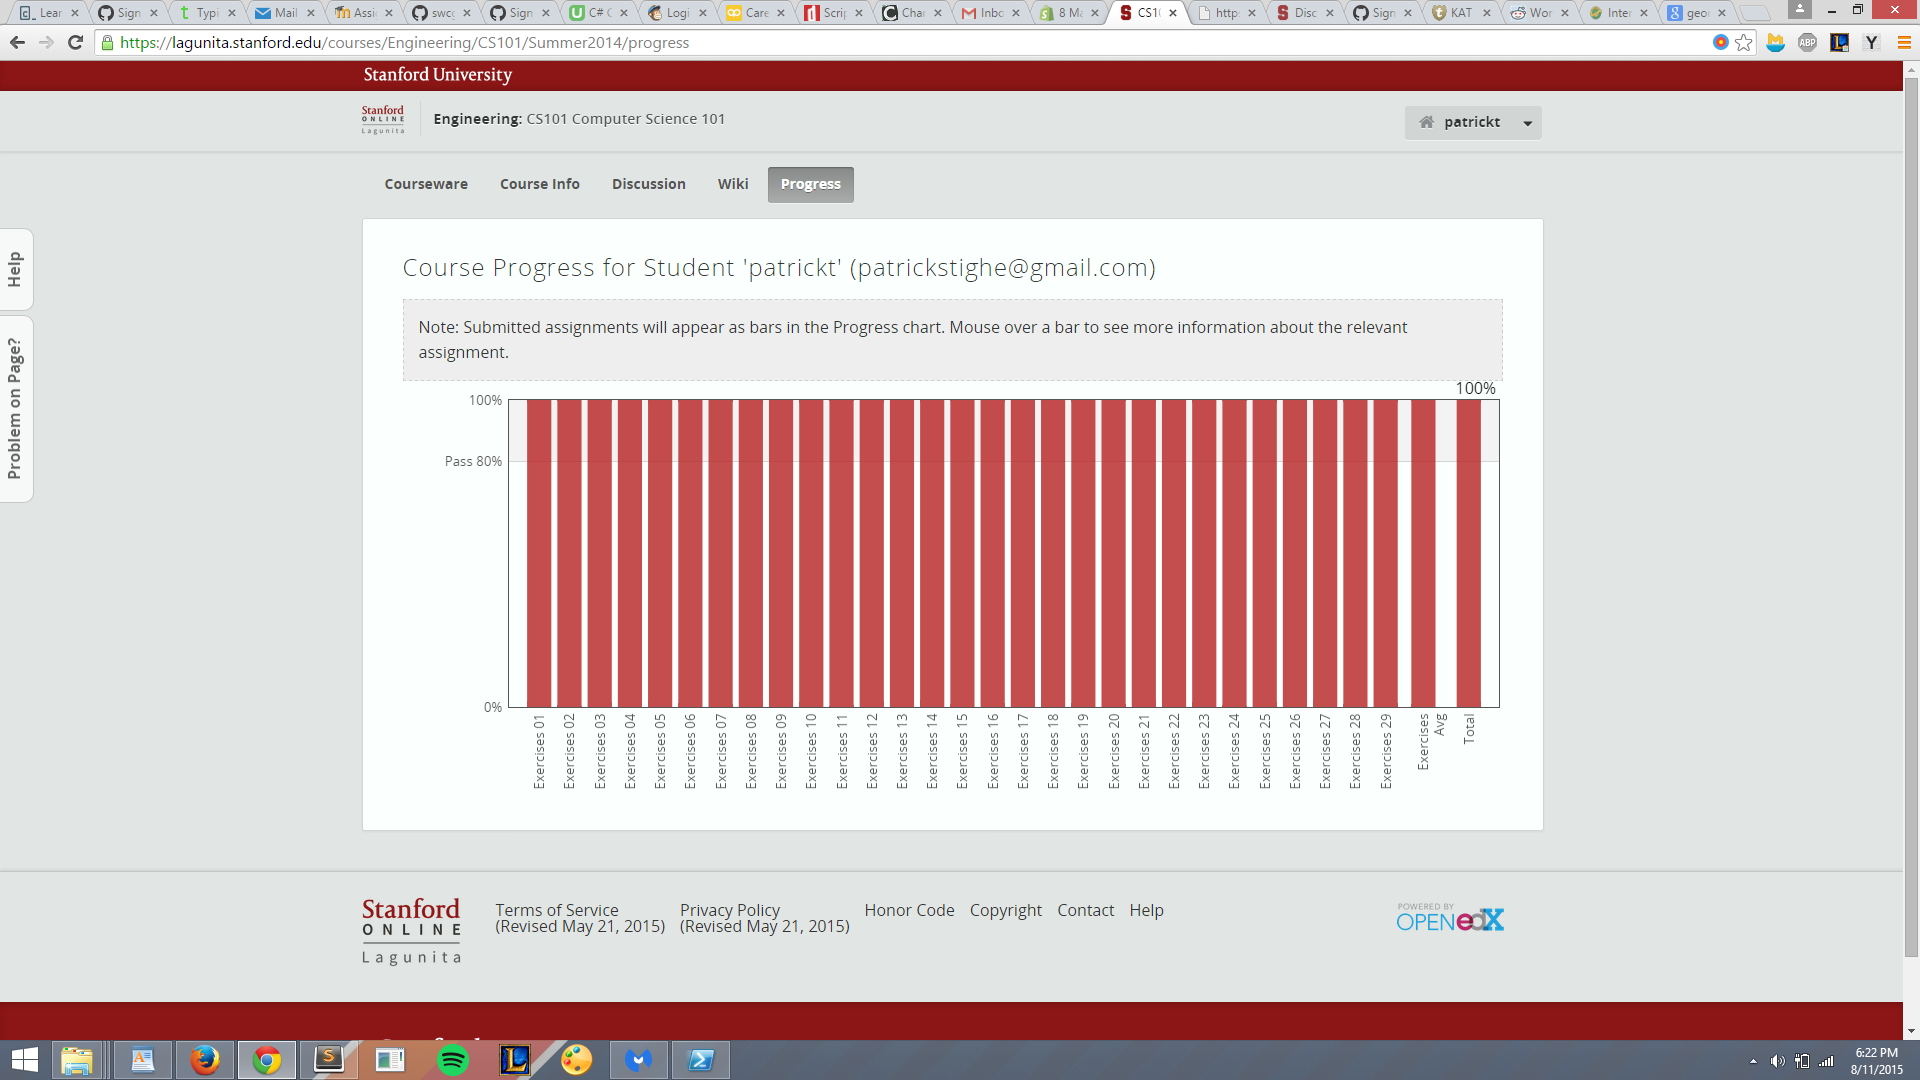 Lear
Sign
Typi
Mail
Assi
swc
Sign
C# C
Logi
Care
Scrip
Char
Inbo
8 Ma
CS1
http
Disc
Sign
KAT
Wor
Inter
geo
https://lagunita.stanford.edu/courses/Engineering/CS101/Summer2014/progress
ABP
Stanford University
Stanford
ONLINE
Lagunita
Engineering: CS101 Computer Science 101
patrickt
Courseware
Course Info
Discussion
Wiki
Progress
Help
Problem on Page?
Course Progress for Student 'patrickt' (patrickstighe@gmail.com)
Note: Submitted assignments will appear as bars in the Progress chart. Mouse over a bar to see more information about the relevant
assignment.
100%
100%
Pass 80%
0%
Exercises 01
Exercises 02
Exercises 03
Exercises 04
Exercises 05
Exercises 06
Exercises 07
Exercises 08
Exercises 09
Exercises 10
Exercises 11
Exercises 12
Exercises 13
Exercises 14
Exercises 15
Exercises 16
Exercises 17
Exercises 18
Exercises 19
Exercises 20
Exercises 21
Exercises 22
Exercises 23
Exercises 24
Exercises 25
Exercises 26
Exercises 27
Exercises 28
Exercises 29
Exercises
Avg
Total
Stanford
ONLINE
Lagunita
Terms of Service
(Revised May 21, 2015)
Privacy Policy
(Revised May 21, 2015)
Honor Code
Copyright
Contact
Help
POWERED BY
OPEN edX
6:22 PM
8/11/2015